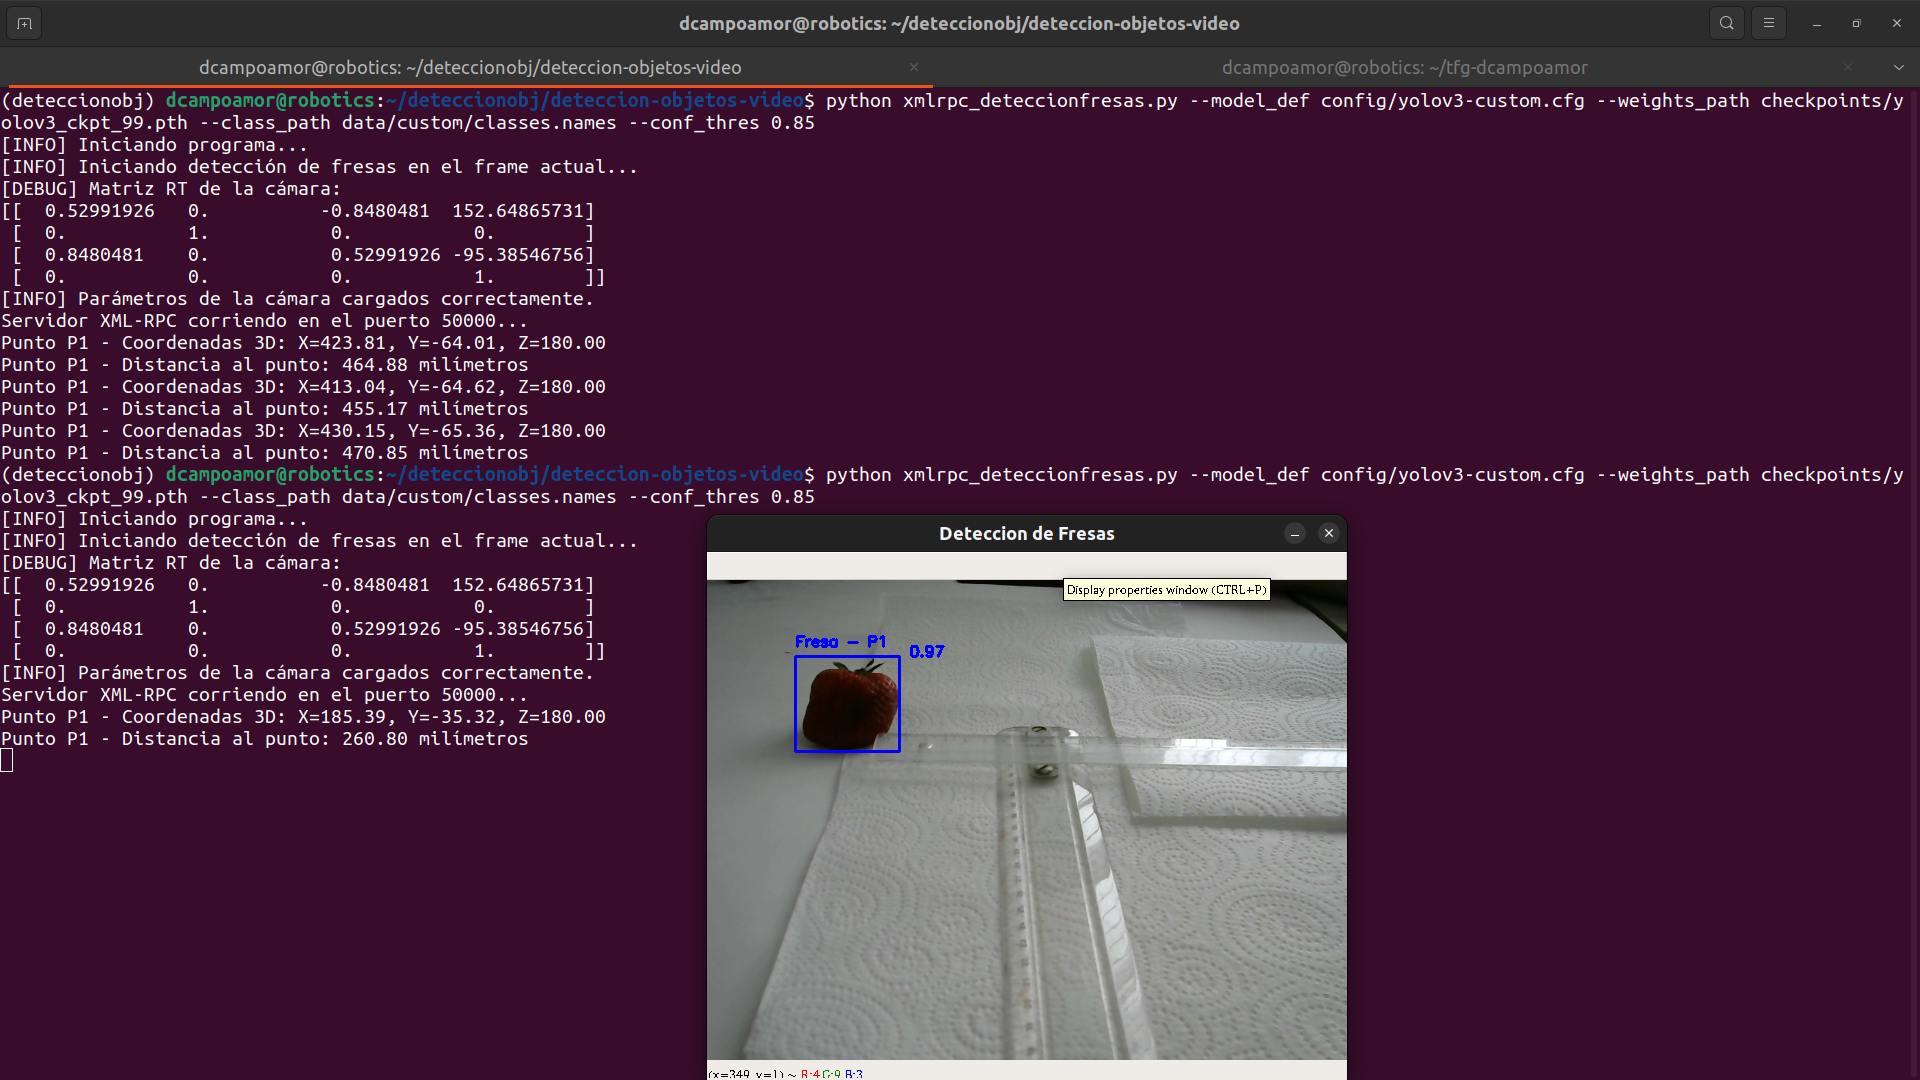 dcampoamor@robotics: ~/deteccionobj/deteccion-objetos-video
dcampoamor@robotics: ~/deteccionobj/deteccion-objetos-video
dcampoamor@robotics: ~/tfg-dcampoamor
(deteccionobj) dcampoamor@robotics:~/deteccionobj/deteccion-objetos-video$ python xmlrpc_deteccionfresas.py --model_def config/yolov3-custom.cfg --weights_path checkpoints/y
olov3_ckpt_99.pth --class_path data/custom/classes.names --conf_thres 0.85
[INFO] Iniciando programa...
[INFO] Iniciando detección de fresas en el frame actual...
[DEBUG] Matriz RT de la cámara:
[[  0.52991926   0.          -0.8480481  152.64865731]
 [  0.           1.           0.           0.        ]
 [  0.8480481    0.           0.52991926 -95.38546756]
 [  0.           0.           0.           1.        ]]
[INFO] Parámetros de la cámara cargados correctamente.
Servidor XML-RPC corriendo en el puerto 50000...
Punto P1 - Coordenadas 3D: X=423.81, Y=-64.01, Z=180.00
Punto P1 - Distancia al punto: 464.88 milímetros
Punto P1 - Coordenadas 3D: X=413.04, Y=-64.62, Z=180.00
Punto P1 - Distancia al punto: 455.17 milímetros
Punto P1 - Coordenadas 3D: X=430.15, Y=-65.36, Z=180.00
Punto P1 - Distancia al punto: 470.85 milímetros
(deteccionobj) dcampoamor@robotics:~/deteccionobj/deteccion-objetos-video$ python xmlrpc_deteccionfresas.py --model_def config/yolov3-custom.cfg --weights_path checkpoints/y
olov3_ckpt_99.pth --class_path data/custom/classes.names --conf_thres 0.85
[INFO] Iniciando programa...
[INFO] Iniciando detección de fresas en el frame actual...
[DEBUG] Matriz RT de la cámara:
[[  0.52991926   0.          -0.8480481  152.64865731]
 [  0.           1.           0.           0.        ]
 [  0.8480481    0.           0.52991926 -95.38546756]
 [  0.           0.           0.           1.        ]]
[INFO] Parámetros de la cámara cargados correctamente.
Servidor XML-RPC corriendo en el puerto 50000...
Punto P1 - Coordenadas 3D: X=185.39, Y=-35.32, Z=180.00
Punto P1 - Distancia al punto: 260.80 milímetros
Deteccion de Fresas
Display properties window (CTRL+P)
Fresa - P1
0.97
(x=349, y=1) ~ R:4 G:9 B:3